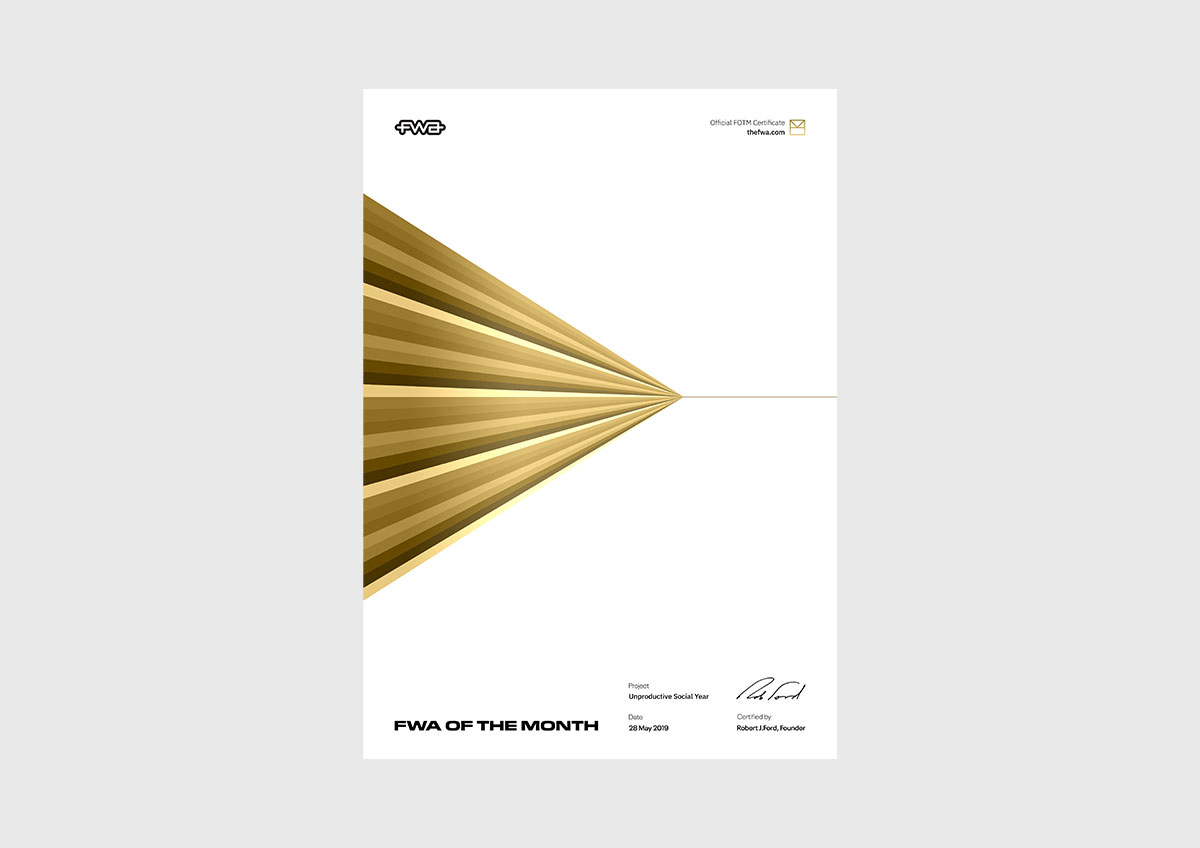 FWA
Official FOTM Certificate
thefwa.com
Project
Unproductive Social Year
Rob Ford
FWA OF THE MONTH
Date
28 May 2019
Certified by
Robert J.Ford, Founder